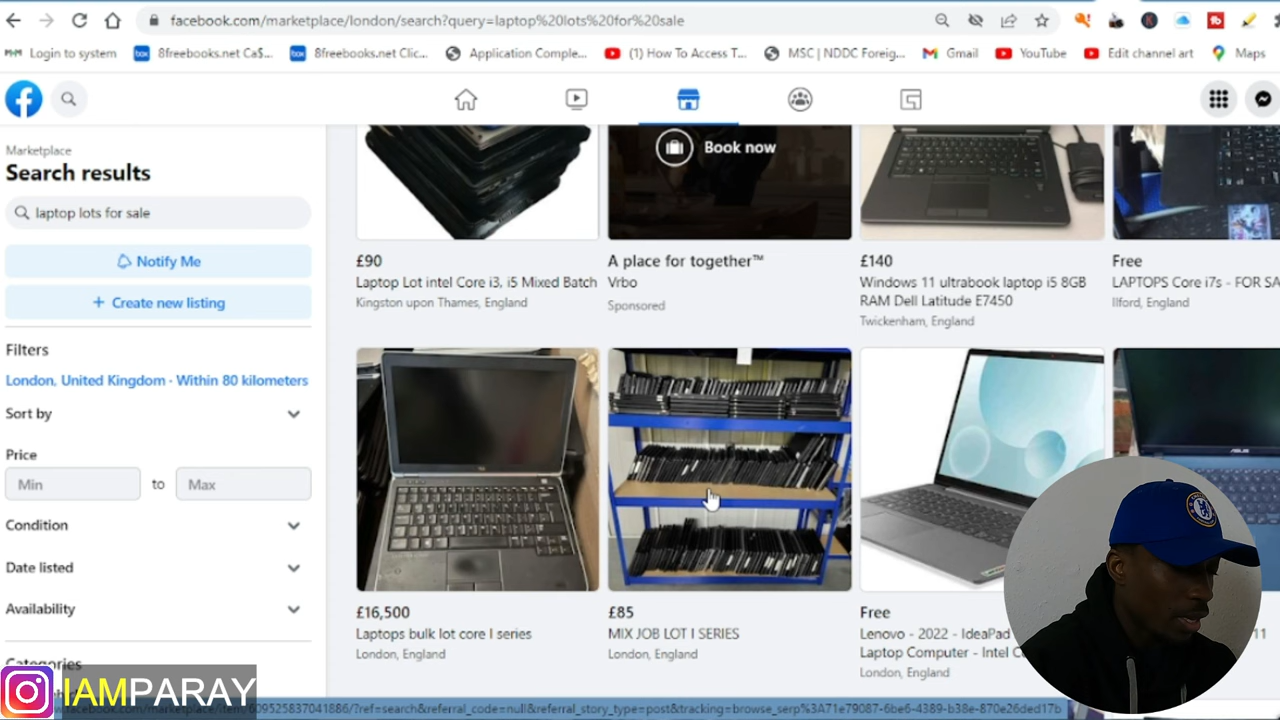 facebook.com/marketplace/london/search?query=laptop%20lots%20for%20sale
Login to system
8freebooks.net Ca$...
8freebooks.net Clic...
Application Comple...
(1) How To Access T...
MSC | NDDC Foreig...
Gmail
YouTube
Edit channel art
Maps
Marketplace
Search results
laptop lots for sale
Notify Me
+ Create new listing
Filters
London, United Kingdom · Within 80 kilometers
Sort by
Price
Min
to
Max
Condition
Date listed
Availability
Categories
Book now
£90
Laptop Lot intel Core i3, i5 Mixed Batch
Kingston upon Thames, England
A place for together™
Vrbo
Sponsored
£140
Windows 11 ultrabook laptop i5 8GB
RAM Dell Latitude E7450
Twickenham, England
Free
LAPTOPS Core i7s - FOR SA
Ilford, England
£16,500
Laptops bulk lot core I series
London, England
£85
MIX JOB LOT I SERIES
London, England
Free
Lenovo - 2022 - IdeaPad
Laptop Computer - Intel C
London, England
11
IAMPARAY